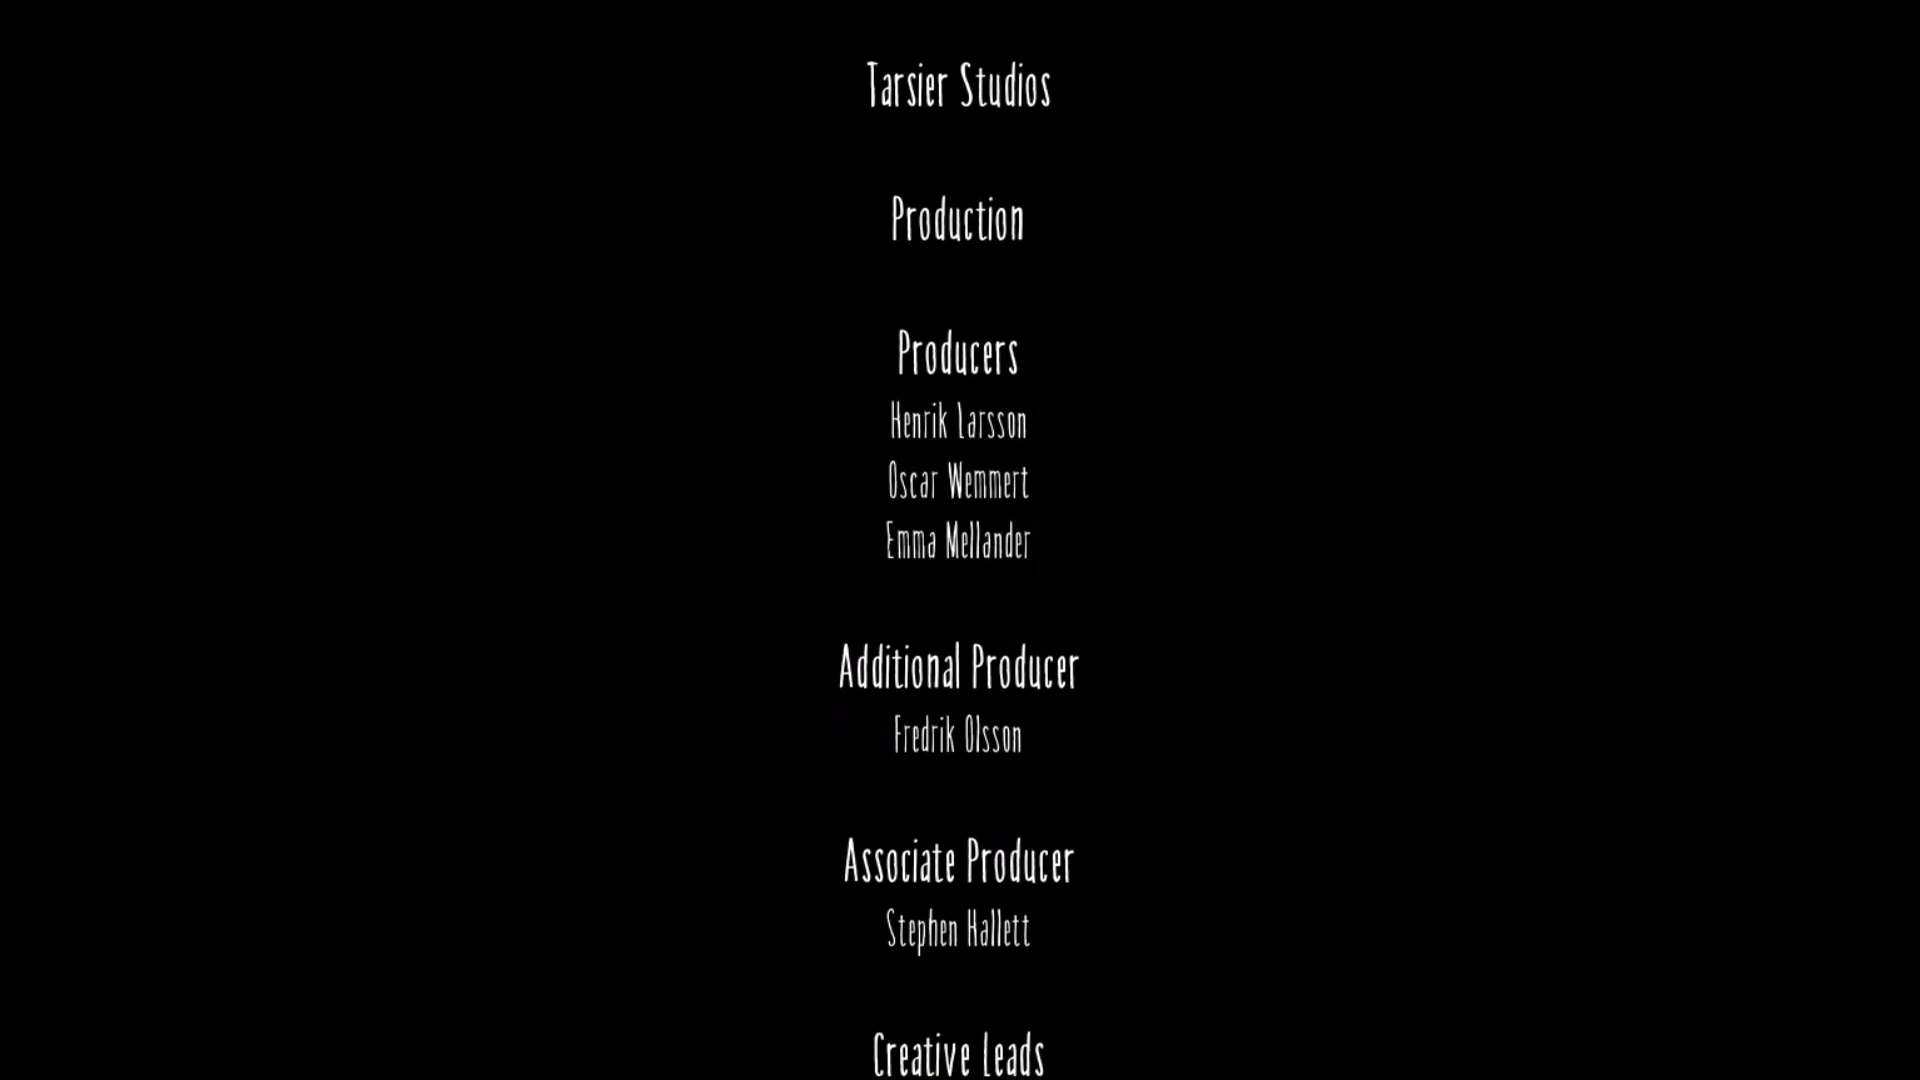 Tarsier Studios
Production
Producers
Henrik Larsson
Oscar Wemmert
Emma Mellander
Additional Producer
Fredrik Olsson
Associate Producer
Stephen Hallett
Creative Leads